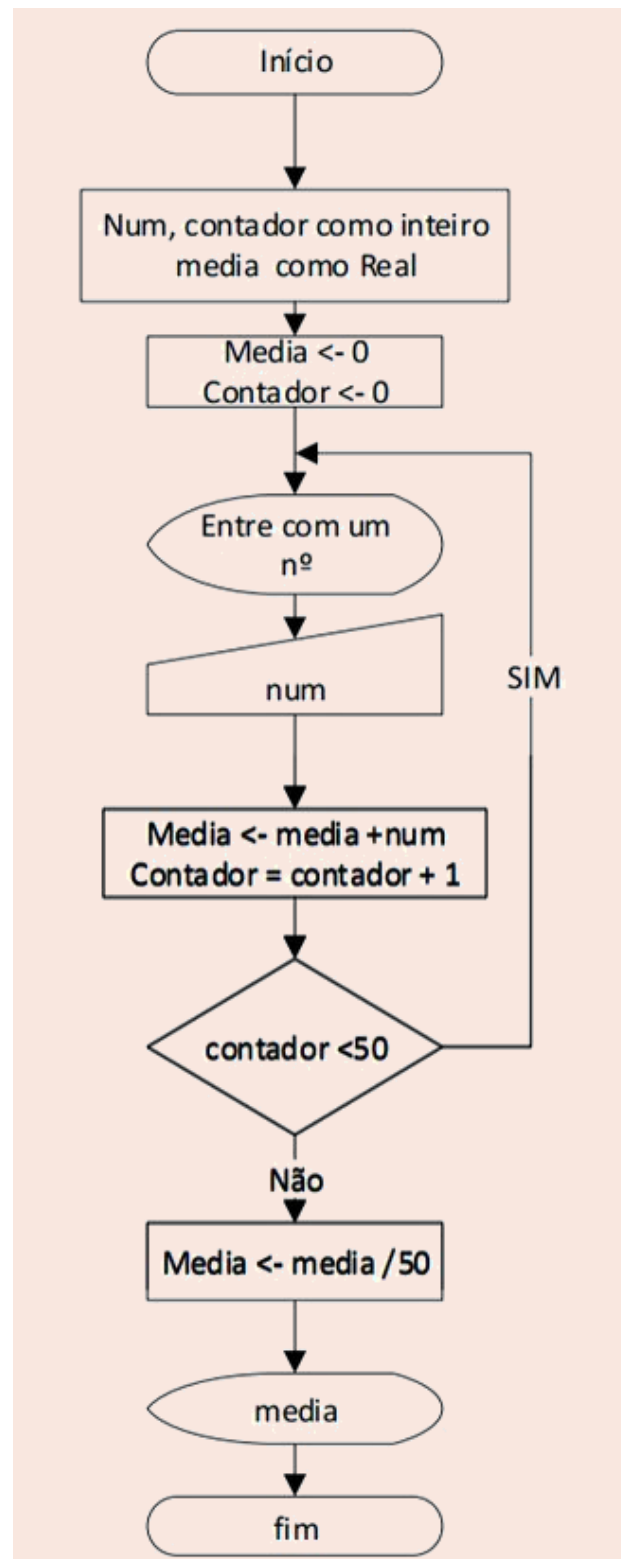 Início
Num, contador como inteiro
media como Real
Media <- 0
Contador <- 0
Entre com um
nº
num
SIM
Media <- media +num
Contador = contador + 1
contador <50
Não
Media <- media /50
media
fim